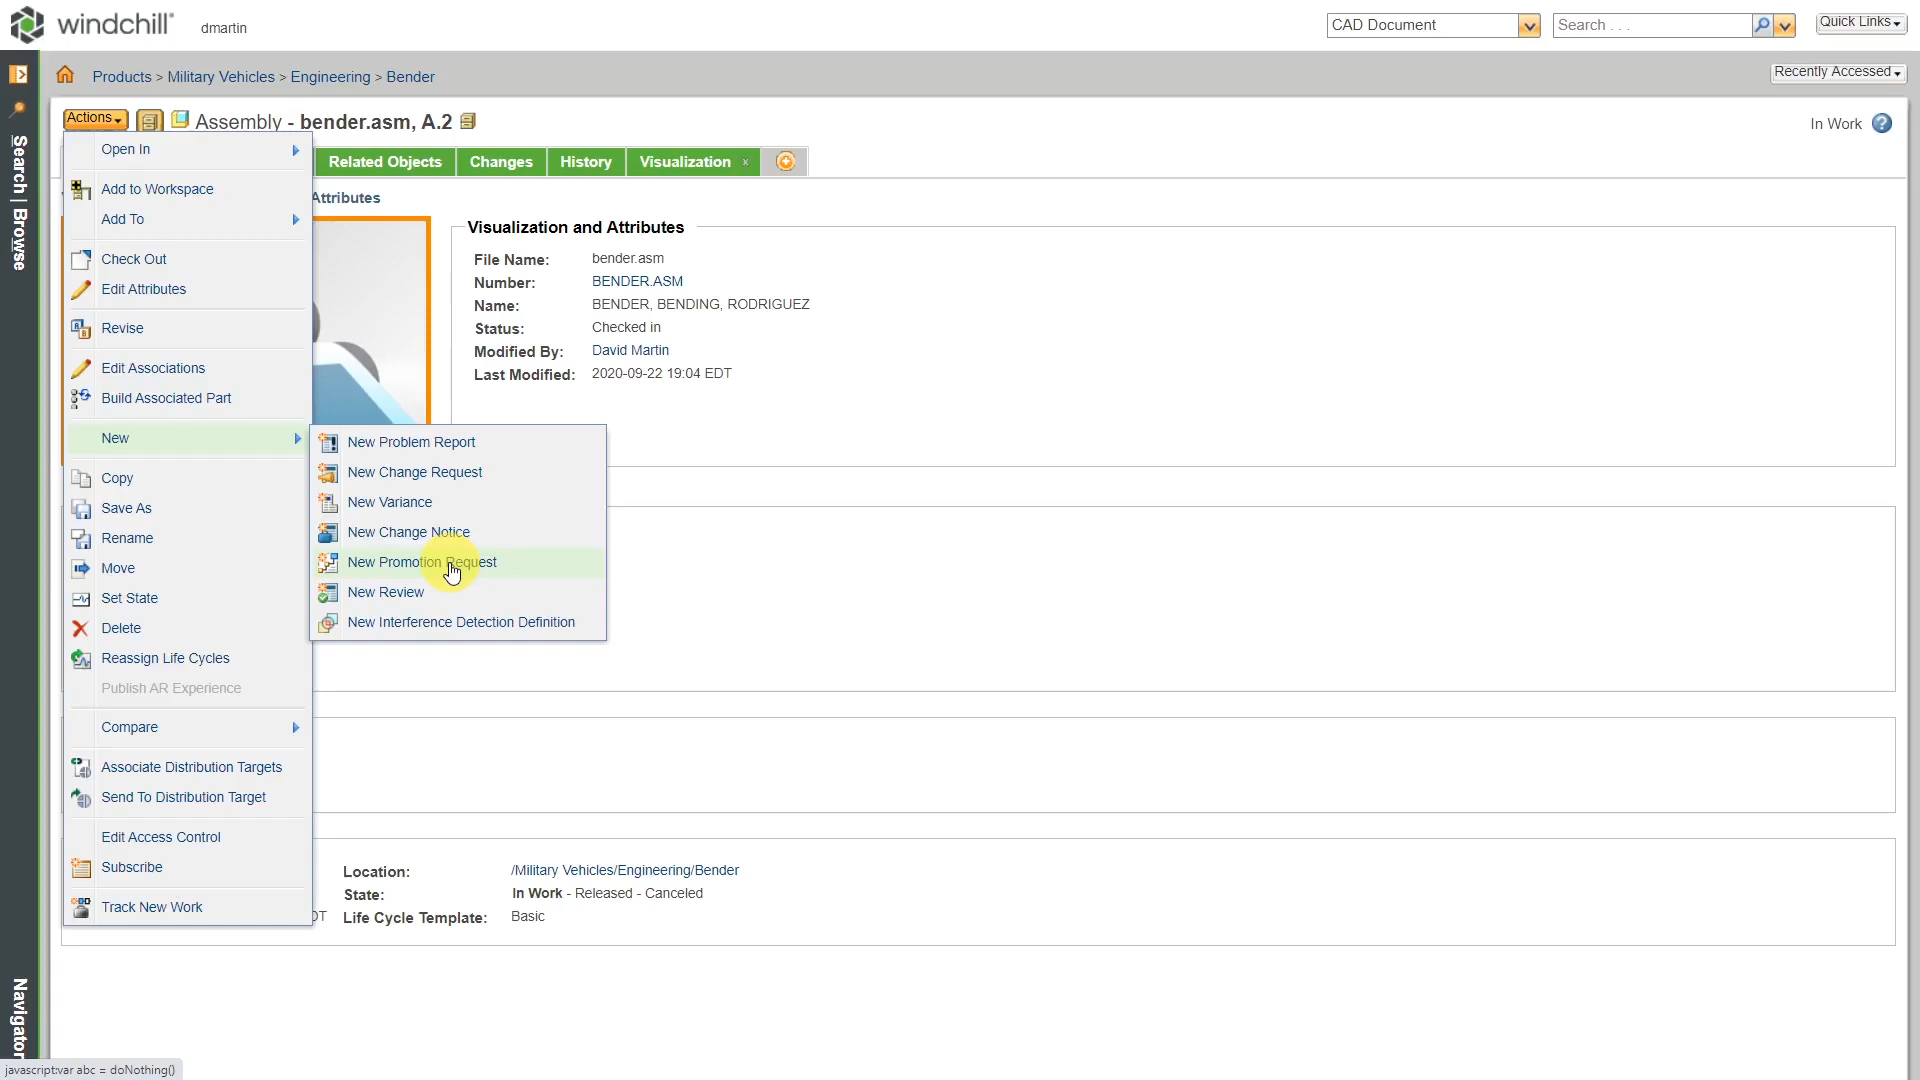 windchill
dmartin
CAD Document
Search . . .
Quick Links
Products > Military Vehicles > Engineering > Bender
Recently Accessed
Actions
Assembly - bender.asm, A.2
In Work
Related Objects
Changes
History
Visualization x
Attributes
Search | Browse
Navigator
Open In
Add to Workspace
Add To
Check Out
Edit Attributes
Revise
Edit Associations
Build Associated Part
New
Copy
Save As
Rename
Move
Set State
Delete
Reassign Life Cycles
Publish AR Experience
Compare
Associate Distribution Targets
Send To Distribution Target
Edit Access Control
Subscribe
Track New Work
New Problem Report
New Change Request
New Variance
New Change Notice
New Promotion Request
New Review
New Interference Detection Definition
Visualization and Attributes
File Name: bender.asm
Number: BENDER.ASM
Name: BENDER, BENDING, RODRIGUEZ
Status: Checked in
Modified By: David Martin
Last Modified: 2020-09-22 19:04 EDT
Location: /Military Vehicles/Engineering/Bender
State: In Work - Released - Canceled
DT Life Cycle Template: Basic
javascript:var abc = doNothing()